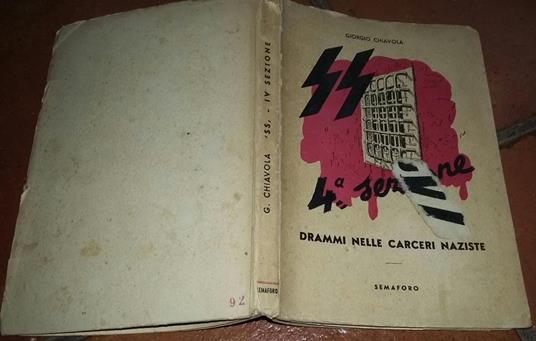 92
G. CHIAVOLA 'SS, - IV SEZIONE
SEMAFORO
GIORGIO CHIAVOLA
SS
4ª sezione
DRAMMI NELLE CARCERI NAZISTE
SEMAFORO